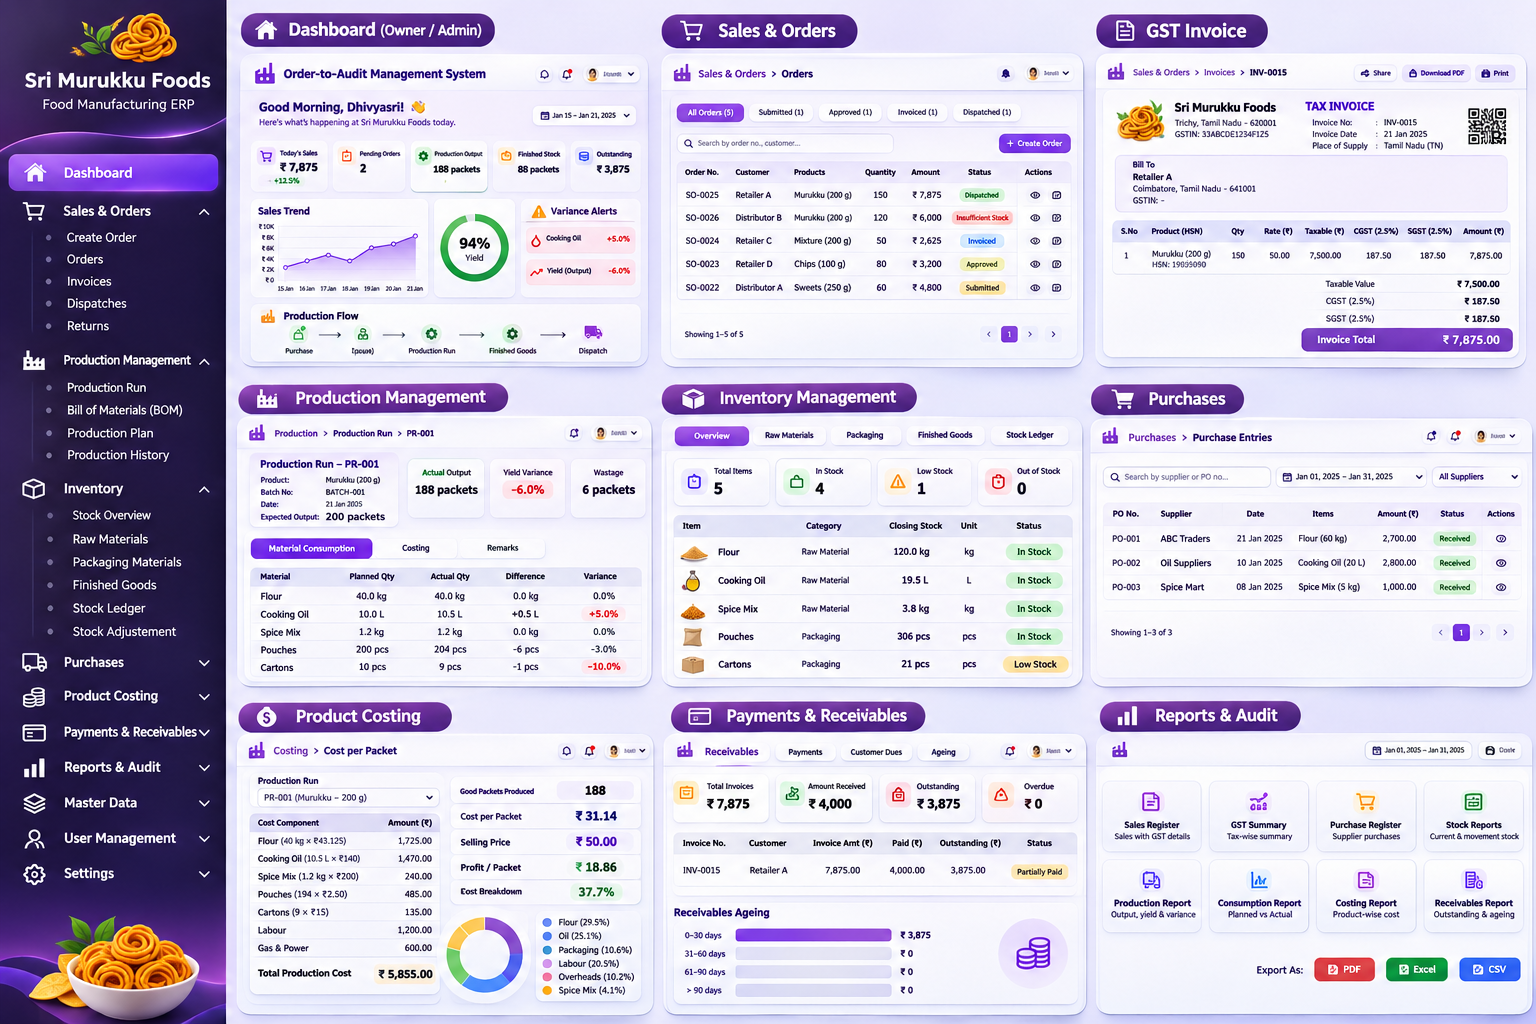 Sri Murukku Foods
Food Manufacturing ERP
Dashboard
Sales & Orders
Create Order
Orders
Invoices
Dispatches
Returns
Production Management
Production Run
Bill of Materials (BOM)
Production Plan
Production History
Inventory
Stock Overview
Raw Materials
Packaging Materials
Finished Goods
Stock Ledger
Stock Adjustement
Purchases
Product Costing
Payments & Receivables
Reports & Audit
Master Data
User Management
Settings
Dashboard (Owner / Admin)
Order-to-Audit Management System
Good Morning, Dhivyasri! 👋
Here's what's happening at Sri Murukku Foods today.
Jan 15 – Jan 21, 2025
Today's Sales
₹ 7,875
+12.5%
Pending Orders
2
Production Output
188 packets
Finished Stock
88 packets
Outstanding
₹ 3,875
Sales Trend
₹ 10K
₹ 8K
₹ 6K
₹ 4K
₹ 2K
₹ 0
15 Jan 16 Jan 17 Jan 18 Jan 19 Jan 20 Jan 21 Jan
94%
Yield
Variance Alerts
Cooking Oil +5.0%
Yield (Output) -6.0%
Production Flow
Purchase Production Run Finished Goods Dispatch
Sales & Orders
Sales & Orders > Orders
All Orders (5) Submitted (1) Approved (1) Invoiced (1) Dispatched (1)
Search by order no., customer...
+ Create Order
Order No. Customer Products Quantity Amount Status Actions
SO-0025 Retailer A Murukku (200 g) 150 ₹ 7,875 Dispatched
SO-0026 Distributor B Murukku (200 g) 120 ₹ 6,000 Insufficient Stock
SO-0024 Retailer C Mixture (200 g) 50 ₹ 2,625 Invoiced
SO-0023 Retailer D Chips (100 g) 80 ₹ 3,200 Approved
SO-0022 Distributor A Sweets (250 g) 60 ₹ 4,800 Submitted
Showing 1–5 of 5
‹ 1 › ›
GST Invoice
Sales & Orders > Invoices > INV-0015
Share
Download PDF
Print
Sri Murukku Foods
Trichy, Tamil Nadu - 620001
GSTIN: 33ABCDE1234F1Z5
TAX INVOICE
Invoice No: : INV-0015
Invoice Date : 21 Jan 2025
Place of Supply : Tamil Nadu (TN)
Bill To
Retailer A
Coimbatore, Tamil Nadu - 641001
GSTIN: -
S.No Product (HSN) Qty Rate (₹) Taxable (₹) CGST (2.5%) SGST (2.5%) Amount (₹)
1 Murukku (200 g) 150 50.00 7,500.00 187.50 187.50 7,875.00
HSN:
Taxable Value ₹ 7,500.00
CGST (2.5%) ₹ 187.50
SGST (2.5%) ₹ 187.50
Invoice Total ₹ 7,875.00
Production Management
Production > Production Run > PR-001
Production Run – PR-001
Product: Murukku (200 g)
Batch No: BATCH-001
Date: 21 Jan 2025
Expected Output: 200 packets
Actual Output
188 packets
Yield Variance
-6.0%
Wastage
6 packets
Material Consumption Costing Remarks
Material Planned Qty Actual Qty Difference Variance
Flour 40.0 kg 40.0 kg 0.0 kg 0.0%
Cooking Oil 10.0 L 10.5 L +0.5 L +5.0%
Spice Mix 1.2 kg 1.2 kg 0.0 kg 0.0%
Pouches 200 pcs 204 pcs -6 pcs -3.0%
Cartons 10 pcs 9 pcs -1 pcs -10.0%
Inventory Management
Overview Raw Materials Packaging Finished Goods Stock Ledger
Total Items
5
In Stock
4
Low Stock
1
Out of Stock
0
Item Category Closing Stock Unit Status
Flour Raw Material 120.0 kg kg In Stock
Cooking Oil Raw Material 19.5 L L In Stock
Spice Mix Raw Material 3.8 kg kg In Stock
Pouches Packaging 306 pcs pcs In Stock
Cartons Packaging 21 pcs pcs Low Stock
Purchases
Purchases > Purchase Entries
Search by supplier or PO no...
Jan 01, 2025 – Jan 31, 2025
All Suppliers
PO No. Supplier Date Items Amount (₹) Status Actions
PO-001 ABC Traders 21 Jan 2025 Flour (60 kg) 2,700.00 Received
PO-002 Oil Suppliers 10 Jan 2025 Cooking Oil (20 L) 2,800.00 Received
PO-003 Spice Mart 08 Jan 2025 Spice Mix (5 kg) 1,000.00 Received
Showing 1–3 of 3
‹ 1 › ›
Product Costing
Costing > Cost per Packet
Production Run
PR-001 (Murukku – 200 g)
Cost Component Amount (₹)
Flour (40 kg × ₹43.125) 1,725.00
Cooking Oil (10.5 L × ₹140) 1,470.00
Spice Mix (1.2 kg × ₹200) 240.00
Pouches (194 × ₹2.50) 485.00
Cartons (9 × ₹15) 135.00
Labour 1,200.00
Gas & Power 600.00
Total Production Cost ₹ 5,855.00
Good Packets Produced 188
Cost per Packet ₹ 31.14
Selling Price ₹ 50.00
Profit / Packet ₹ 18.86
Cost Breakdown 37.7%
Flour (29.5%)
Oil (25.1%)
Packaging (10.6%)
Labour (20.5%)
Overheads (10.2%)
Spice Mix (4.1%)
Payments & Receivables
Receivables Payments Customer Dues Ageing
Total Invoices
₹ 7,875
Amount Received
₹ 4,000
Outstanding
₹ 3,875
Overdue
₹ 0
Invoice No. Customer Invoice Amt (₹) Paid (₹) Outstanding (₹) Status
INV-0015 Retailer A 7,875.00 4,000.00 3,875.00 Partially Paid
Receivables Ageing
0–30 days ₹ 3,875
31–60 days ₹ 0
61–90 days ₹ 0
> 90 days ₹ 0
Reports & Audit
Jan 01, 2025 – Jan 31, 2025
Sales Register
Sales with GST details
GST Summary
Tax-wise summary
Purchase Register
Supplier purchases
Stock Reports
Current & movement stock
Production Report
Output, yield & variance
Consumption Report
Planned vs Actual
Costing Report
Product-wise cost
Receivables Report
Outstanding & ageing
Export As: PDF Excel CSV